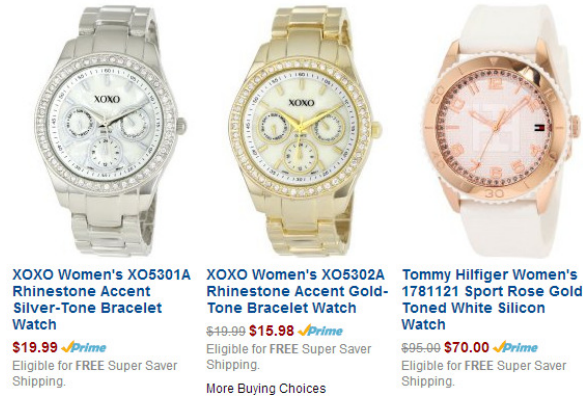 XOXO
XOXO
XOXO Women's XO5301A
Rhinestone Accent
Silver-Tone Bracelet
Watch
$19.99 Prime
Eligible for FREE Super Saver
Shipping.
XOXO Women's XO5302A
Rhinestone Accent Gold-
Tone Bracelet Watch
$19.99 $15.98 Prime
Eligible for FREE Super Saver
Shipping.
More Buying Choices
Tommy Hilfiger Women's
1781121 Sport Rose Gold
Toned White Silicon
Watch
$95.00 $70.00 Prime
Eligible for FREE Super Saver
Shipping.